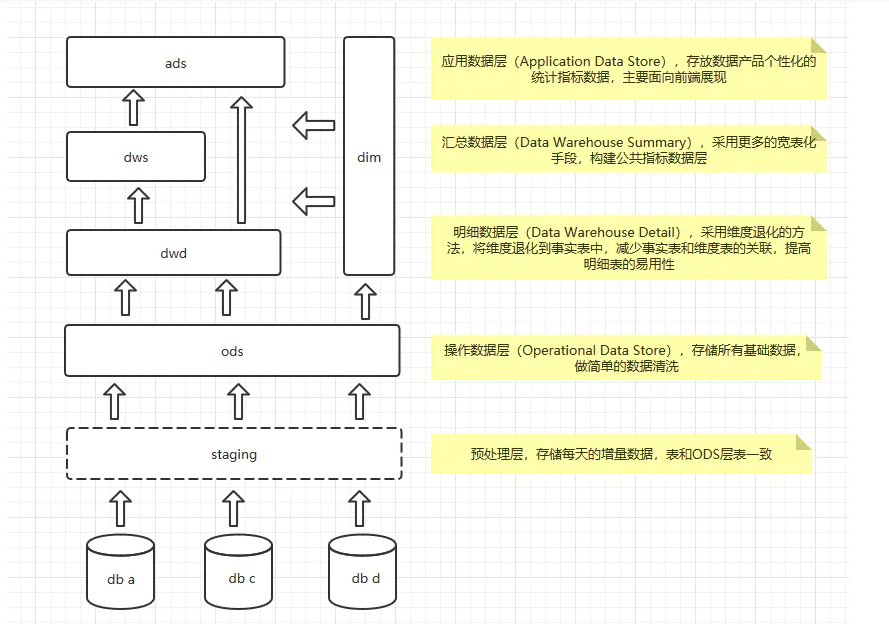 ads
应用数据层（Application Data Store），存放数据产品个性化的
统计指标数据，主要面向前端展现
dws
dim
汇总数据层（Data Warehouse Summary），采用更多的宽表化
手段，构建公共指标数据层
dwd
明细数据层（Data Warehouse Detail），采用维度退化的方
法，将维度退化到事实表中，减少事实表和维度表的关联，提高
明细表的易用性
ods
操作数据层（Operational Data Store），存储所有基础数据，
做简单的数据清洗
staging
预处理层，存储每天的增量数据，表和ODS层表一致
db a
db c
db d